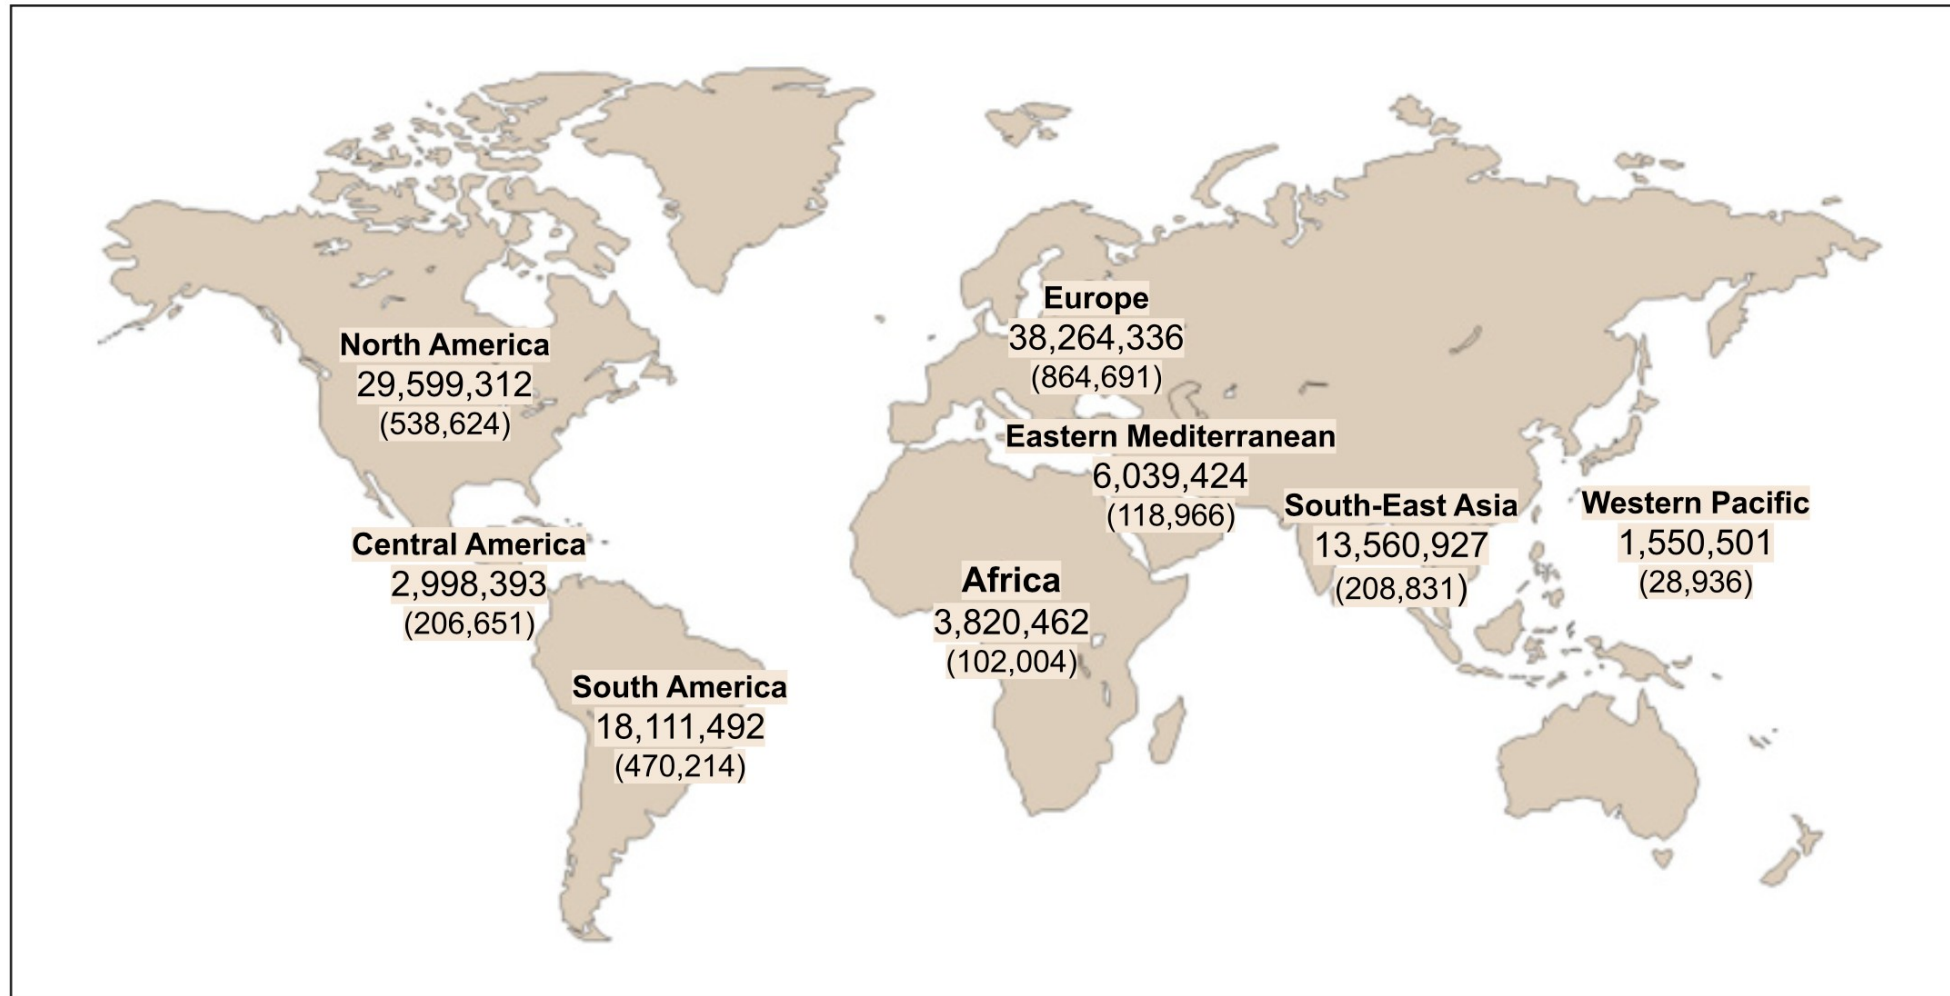 North America
29,599,312
(538,624)
Central America
2,998,393
(206,651)
South America
18,111,492
(470,214)
Europe
38,264,336
(864,691)
Eastern Mediterranean
6,039,424
(118,966)
Africa
3,820,462
(102,004)
South-East Asia
13,560,927
(208,831)
Western Pacific
1,550,501
(28,936)